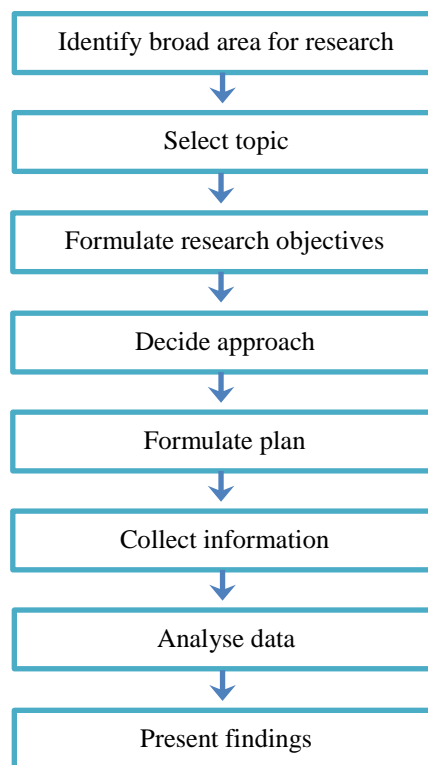 Identify broad area for research
Select topic
Formulate research objectives
Decide approach
Formulate plan
Collect information
Analyse data
Present findings